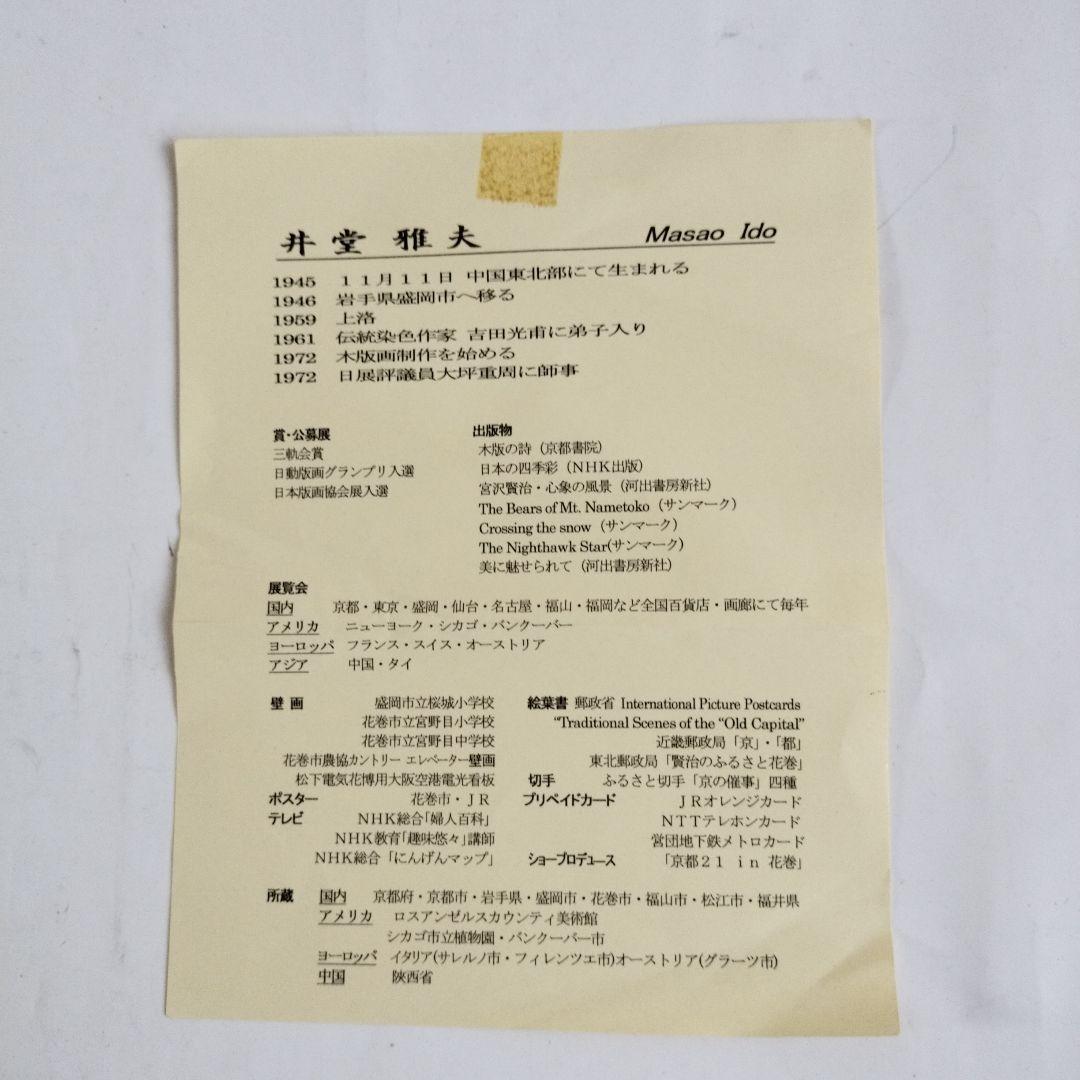 井堂 雅夫 Masao Ido
1945 11月11日 中国東北部にて生まれる
1946 岩手県盛岡市へ移る
1959 上洛
1961 伝統染色作家 吉田光甫に弟子入り
1972 木版画制作を始める
1972 日展評議員大坪重周に師事
賞・公募展
三軌会賞
日動版画グランプリ入選
日本版画協会展入選
出版物
木版の詩（京都書院）
日本の四季彩（NHK出版）
宮沢賢治・心象の風景（河出書房新社）
The Bears of Mt. Nametoko（サンマーク）
Crossing the snow（サンマーク）
The Nighthawk Star(サンマーク)
美に魅せられて（河出書房新社）
展覧会
国内 京都・東京・盛岡・仙台・名古屋・福山・福岡など全国百貨店・画廊にて毎年
アメリカ ニューヨーク・シカゴ・バンクーバー
ヨーロッパ フランス・スイス・オーストリア
アジア 中国・タイ
壁画 盛岡市立桜城小学校
花巻市立宮野目小学校
花巻市立宮野目中学校
花巻市農協カントリー エレベーター壁画
松下電気花博用大阪空港電光看板
ポスター 花巻市・JR
テレビ NHK総合「婦人百科」
NHK教育「趣味悠々」講師
NHK総合「にんげんマップ」
絵葉書 郵政省 International Picture Postcards
“Traditional Scenes of the “Old Capital”
近畿郵政局「京」・「都」
東北郵政局「賢治のふるさと花巻」
切手 ふるさと切手「京の催事」四種
プリペイドカード JRオレンジカード
NTTテレホンカード
営団地下鉄メトロカード
ショープロデュース 「京都21 in 花巻」
所蔵 国内 京都府・京都市・岩手県・盛岡市・花巻市・福山市・松江市・福井県
アメリカ ロスアンゼルスカウンティ美術館
シカゴ市立植物園・バンクーバー市
ヨーロッパ イタリア(サレルノ市・フィレンツェ市)オーストリア(グラーツ市)
中国 陝西省